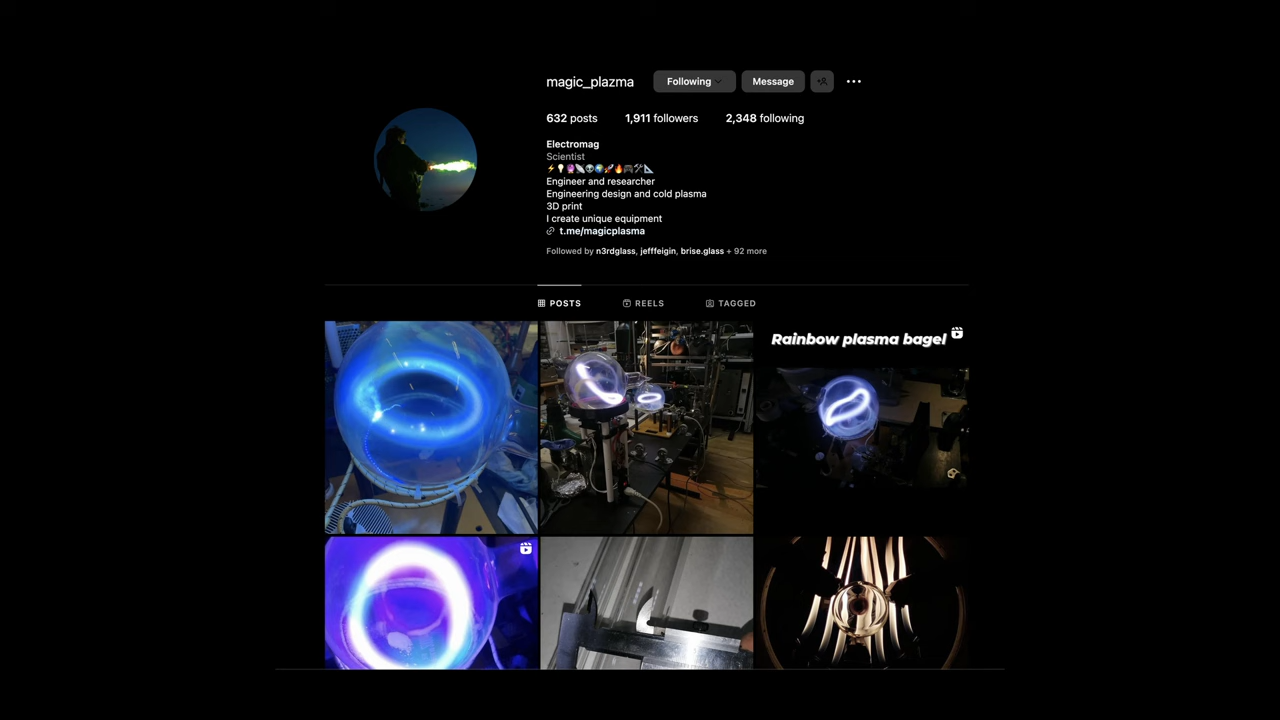 magic_plazma Following Message
632 posts 1,911 followers 2,348 following
Electromag
Scientist
⚡💡🔮📡👽🌍🚀🔥🎮🛠📐
Engineer and researcher
Engineering design and cold plasma
3D print
I create unique equipment
t.me/magicplasma
Followed by n3rdglass, jefffeigin, brise.glass + 92 more
POSTS REELS TAGGED
Rainbow plasma bagel